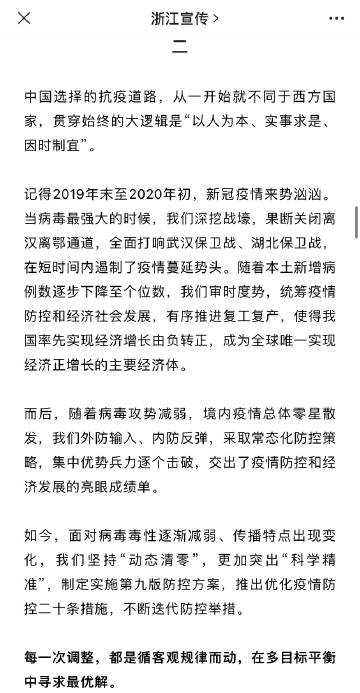 浙江宣传 >
二
中国选择的抗疫道路，从一开始就不同于西方国
家，贯穿始终的大逻辑是“以人为本、实事求是、
因时制宜”。
记得2019年末至2020年初，新冠疫情来势汹汹。
当病毒最强大的时候，我们深挖战壕，果断关闭离
汉离鄂通道，全面打响武汉保卫战、湖北保卫战，
在短时间内遏制了疫情蔓延势头。随着本土新增病
例数逐步下降至个位数，我们审时度势，统筹疫情
防控和经济社会发展，有序推进复工复产，使得我
国率先实现经济增长由负转正，成为全球唯一实现
经济正增长的主要经济体。
而后，随着病毒攻势减弱，境内疫情总体零星散
发，我们外防输入、内防反弹，采取常态化防控策
略，集中优势兵力逐个击破，交出了疫情防控和经
济发展的亮眼成绩单。
如今，面对病毒毒性逐渐减弱、传播特点出现变
化，我们坚持“动态清零”，更加突出“科学精
准”，制定实施第九版防控方案，推出优化疫情防
控二十条措施，不断迭代防控举措。
每一次调整，都是循客观规律而动，在多目标平衡
中寻求最优解。